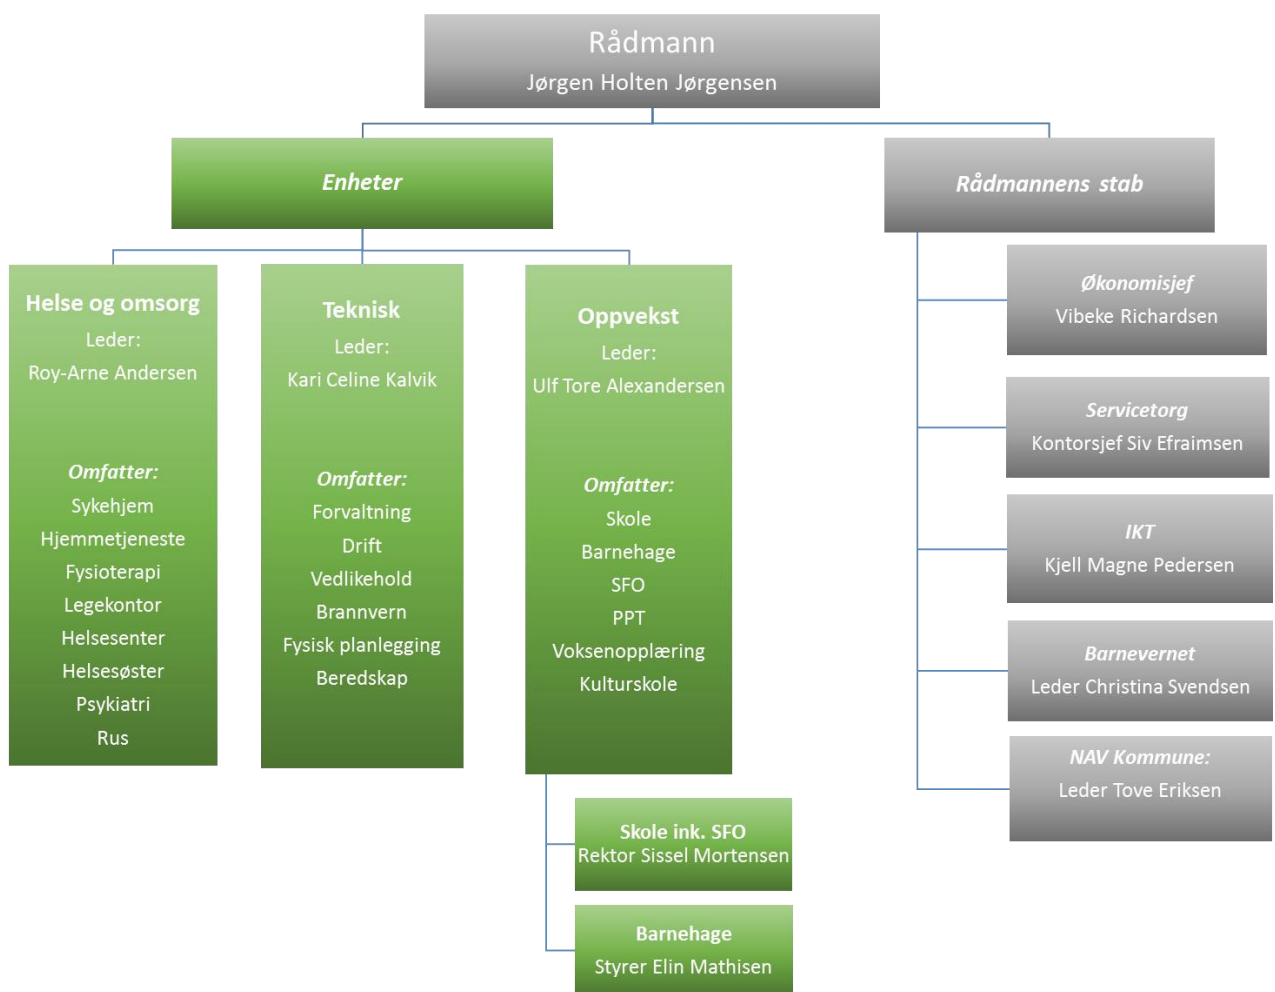 Rådmann
Jørgen Holten Jørgensen
Enheter
Rådmannens stab
Helse og omsorg
Leder:
Roy-Arne Andersen
Omfatter:
Sykehjem
Hjemmetjeneste
Fysioterapi
Legekontor
Helsesenter
Helsesøster
Psykiatri
Rus
Teknisk
Leder:
Kari Celine Kalvik
Omfatter:
Forvaltning
Drift
Vedlikehold
Brannvern
Fysisk planlegging
Beredskap
Oppvekst
Leder:
Ulf Tore Alexandersen
Omfatter:
Skole
Barnehage
SFO
PPT
Voksenopplæring
Kulturskole
Skole ink. SFO
Rektor Sissel Mortensen
Barnehage
Styrer Elin Mathisen
Økonomisjef
Vibeke Richardsen
Servicetorg
Kontorsjef Siv Efraimsen
IKT
Kjell Magne Pedersen
Barnevernet
Leder Christina Svendsen
NAV Kommune:
Leder Tove Eriksen